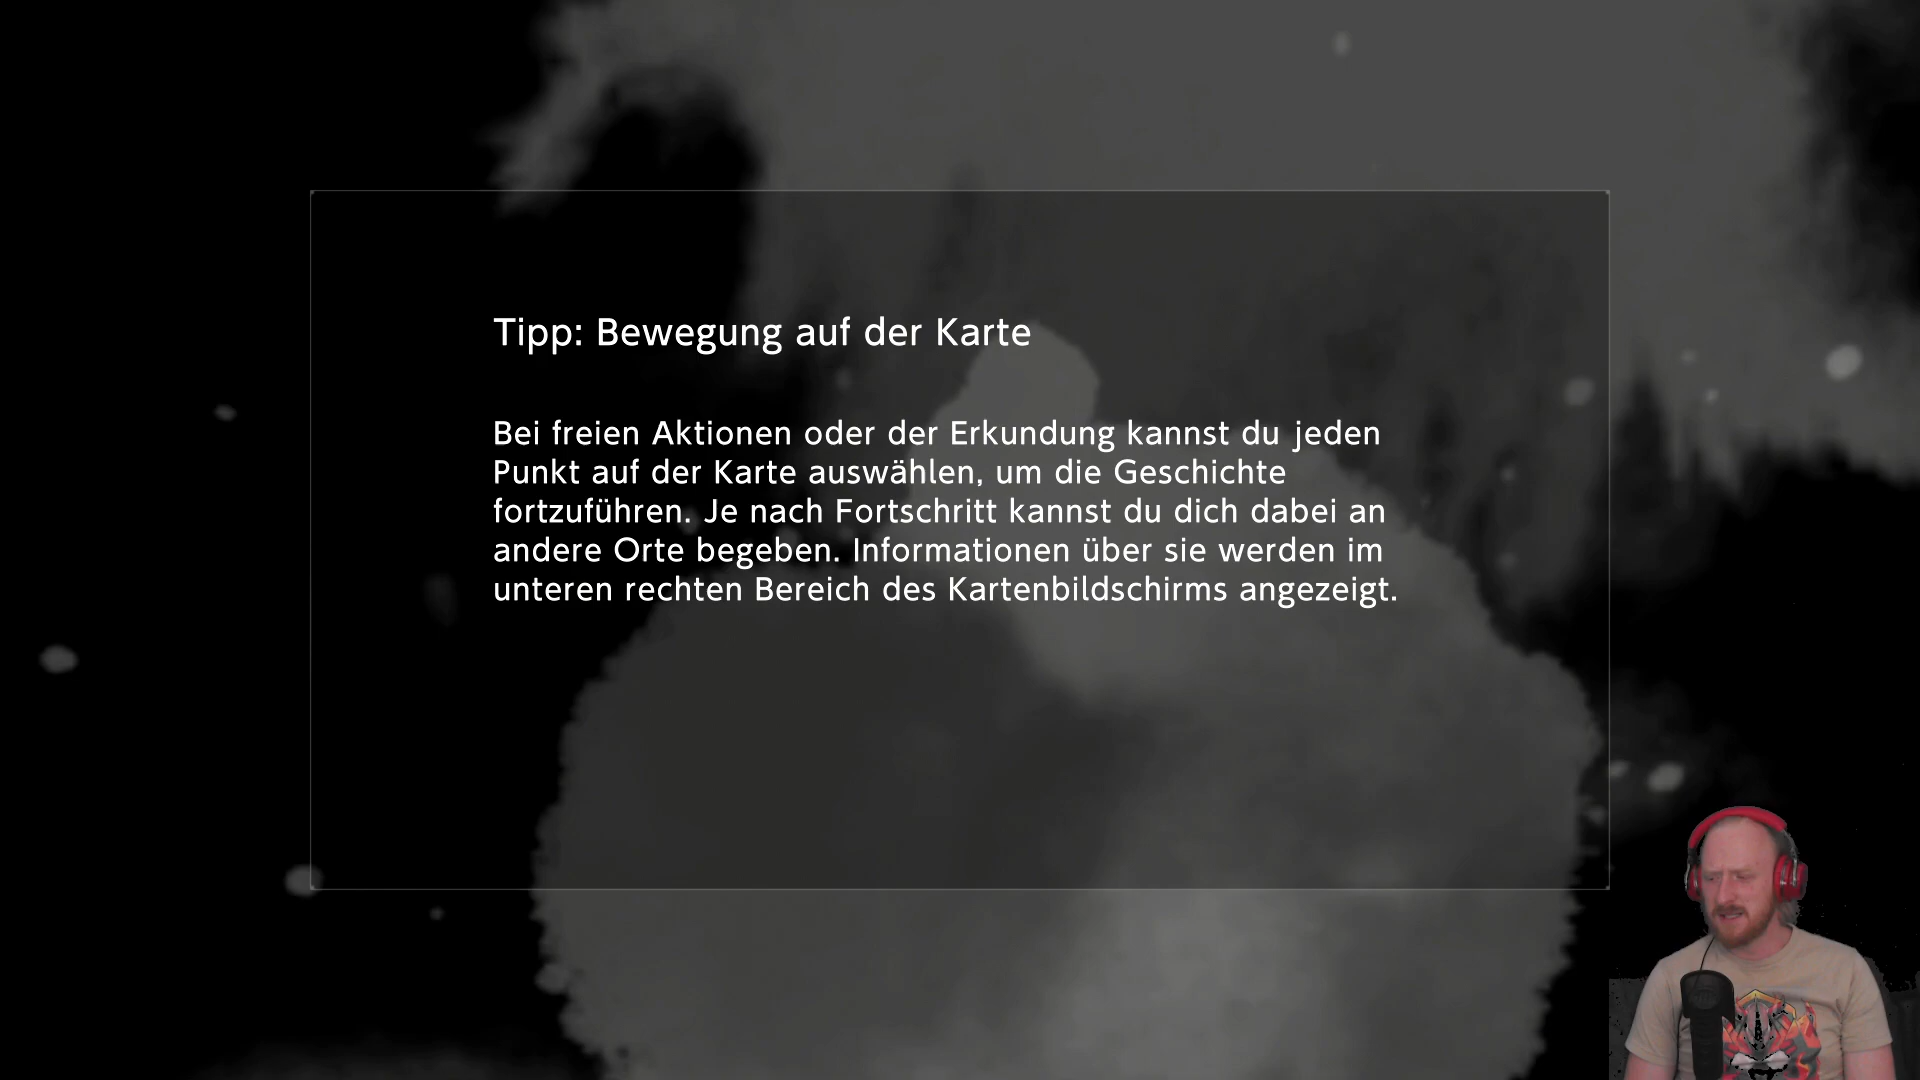 Tipp: Bewegung auf der Karte
Bei freien Aktionen oder der Erkundung kannst du jeden
Punkt auf der Karte auswählen, um die Geschichte
fortzuführen. Je nach Fortschritt kannst du dich dabei an
andere Orte begeben. Informationen über sie werden im
unteren rechten Bereich des Kartenbildschirms angezeigt.